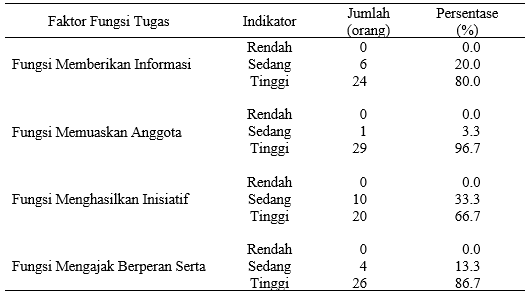 Faktor Fungsi Tugas Indikator Jumlah (orang) Persentase (%)
Rendah 0 0.0
Fungsi Memberikan Informasi Sedang 6 20.0
Tinggi 24 80.0
Rendah 0 0.0
Fungsi Memuaskan Anggota Sedang 1 3.3
Tinggi 29 96.7
Rendah 0 0.0
Fungsi Menghasilkan Inisiatif Sedang 10 33.3
Tinggi 20 66.7
Rendah 0 0.0
Fungsi Mengajak Berperan Serta Sedang 4 13.3
Tinggi 26 86.7